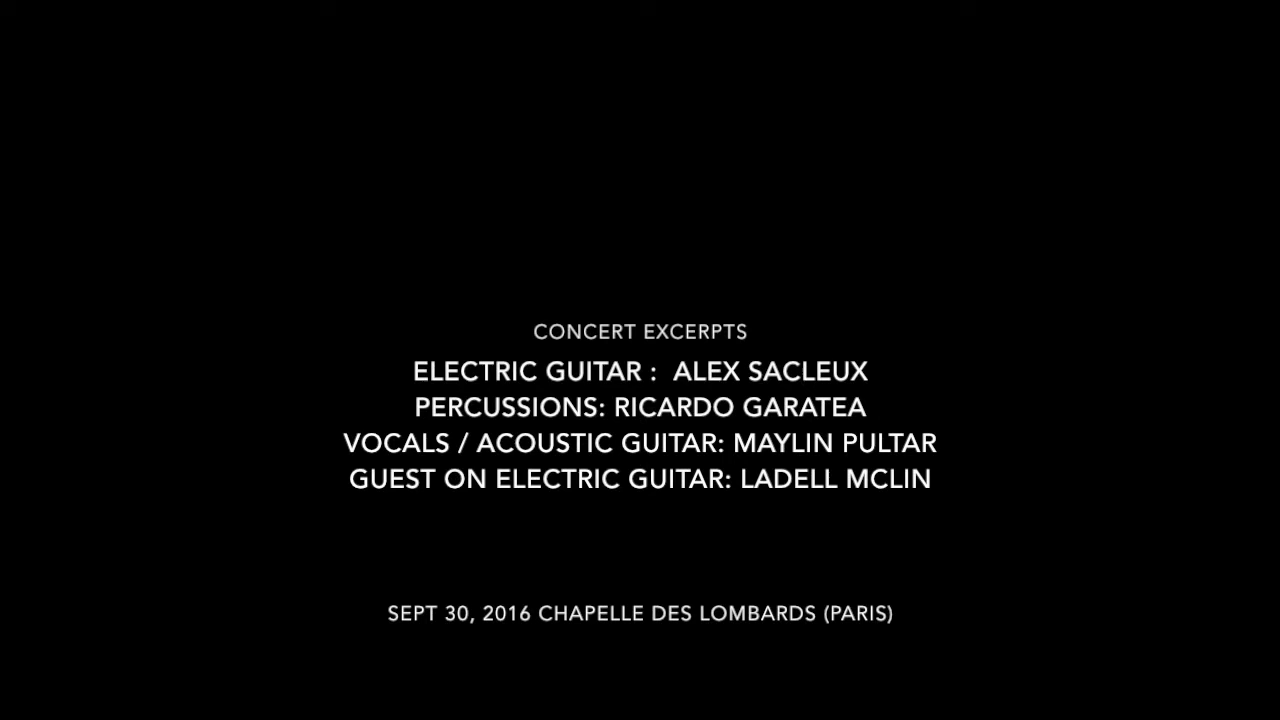 CONCERT EXCERPTS
ELECTRIC GUITAR :  ALEX SACLEUX
PERCUSSIONS: RICARDO GARATEA
VOCALS / ACOUSTIC GUITAR: MAYLIN PULTAR
GUEST ON ELECTRIC GUITAR: LADELL MCLIN
SEPT 30, 2016 CHAPELLE DES LOMBARDS (PARIS)